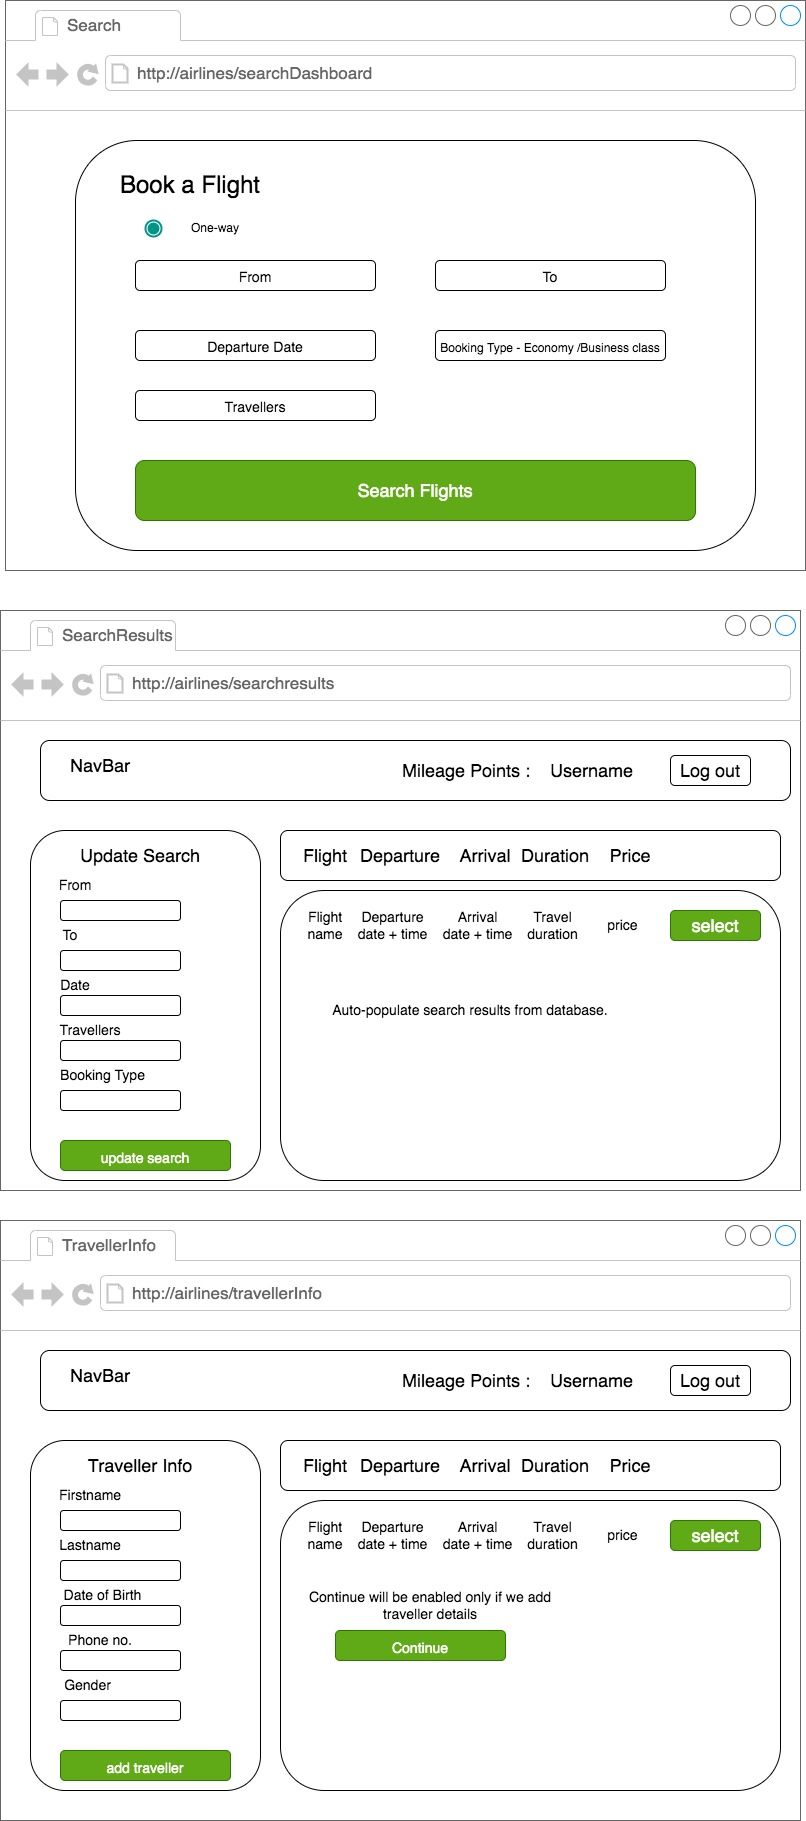 Search
http://airlines/searchDashboard
Book a Flight
One-way
From
To
Departure Date
Booking Type - Economy /Business class
Travellers
Search Flights
SearchResults
http://airlines/searchresults
NavBar
Mileage Points :
Username
Log out
Update Search
From
To
Date
Travellers
Booking Type
update search
Flight Departure Arrival Duration Price
Flight name
Departure date + time
Arrival date + time
Travel duration
price
select
Auto-populate search results from database.
TravellerInfo
http://airlines/travellerInfo
NavBar
Mileage Points :
Username
Log out
Traveller Info
Firstname
Lastname
Date of Birth
Phone no.
Gender
add traveller
Flight Departure Arrival Duration Price
Flight name
Departure date + time
Arrival date + time
Travel duration
price
select
Continue will be enabled only if we add
traveller details
Continue